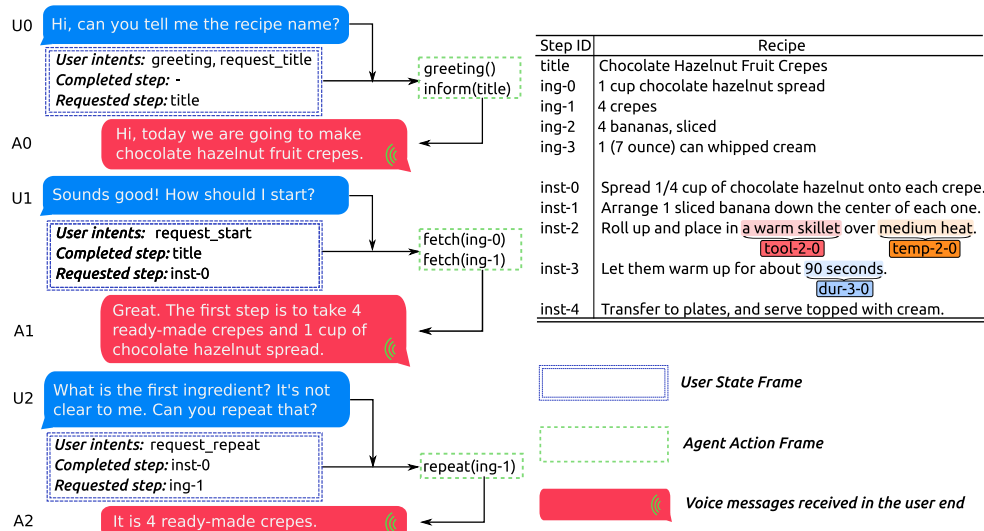 U0
Hi, can you tell me the recipe name?
User intents: greeting, request_title
Completed step: -
Requested step: title
greeting()
inform(title)
A0
Hi, today we are going to make
chocolate hazelnut fruit crepes.
U1
Sounds good! How should I start?
User intents: request_start
Completed step: title
Requested step: inst-0
fetch(ing-0)
fetch(ing-1)
A1
Great. The first step is to take 4
ready-made crepes and 1 cup of
chocolate hazelnut spread.
U2
What is the first ingredient? It's not
clear to me. Can you repeat that?
User intents: request_repeat
Completed step: inst-0
Requested step: ing-1
repeat(ing-1)
A2
It is 4 ready-made crepes.
Step ID Recipe
title Chocolate Hazelnut Fruit Crepes
ing-0 1 cup chocolate hazelnut spread
ing-1 4 crepes
ing-2 4 bananas, sliced
ing-3 1 (7 ounce) can whipped cream
inst-0 Spread 1/4 cup of chocolate hazelnut onto each crepe.
inst-1 Arrange 1 sliced banana down the center of each one.
inst-2 Roll up and place in a warm skillet over medium heat.
tool-2-0 temp-2-0
inst-3 Let them warm up for about 90 seconds.
dur-3-0
inst-4 Transfer to plates, and serve topped with cream.
User State Frame
Agent Action Frame
Voice messages received in the user end